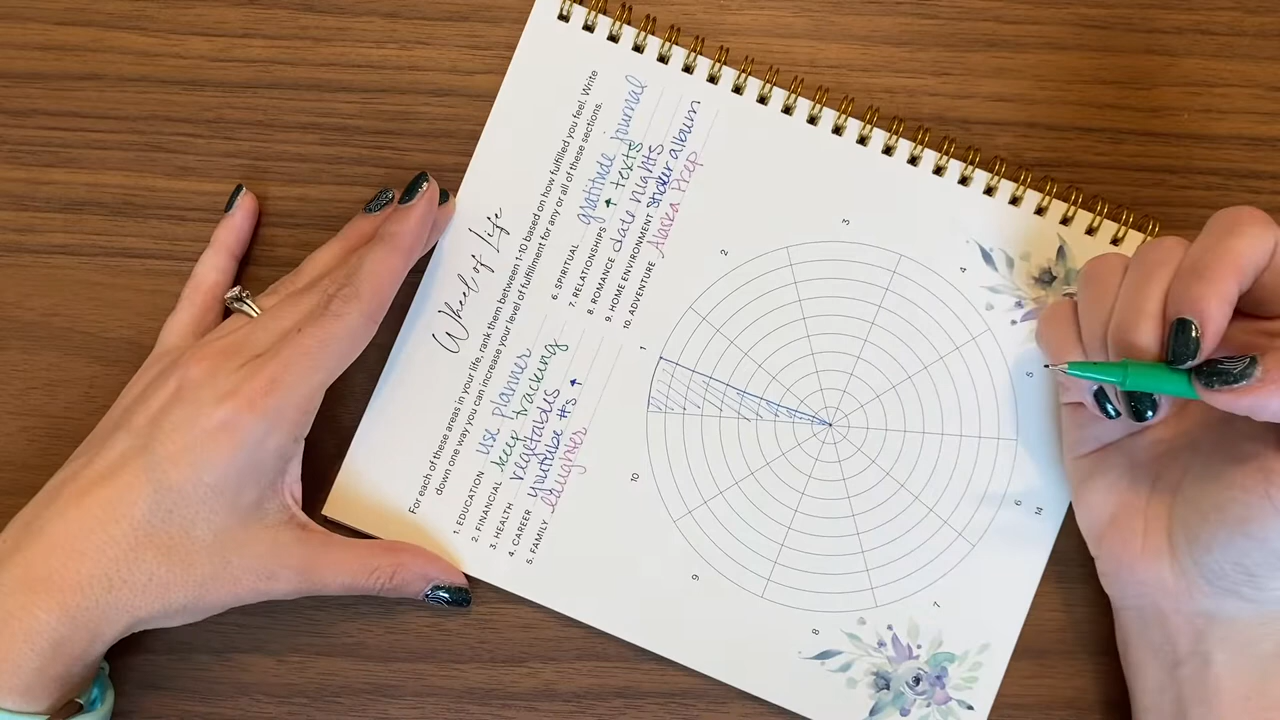 Wheel of Life
For each of these areas in your life, rank them between 1-10 based on how fulfilled you feel. Write
down one way you can increase your level of fulfillment for any or all of these sections.
1. EDUCATION use planner
2. FINANCIAL keep tracking
3. HEALTH vegetables
4. CAREER youtube #s ↑
5. FAMILY laughter
6. SPIRITUAL gratitude journal
7. RELATIONSHIPS ↑ texts
8. ROMANCE date nights
9. HOME ENVIRONMENT sticker album
10. ADVENTURE Alaska Prep
1
2
3
4
5
6
7
8
9
10
14